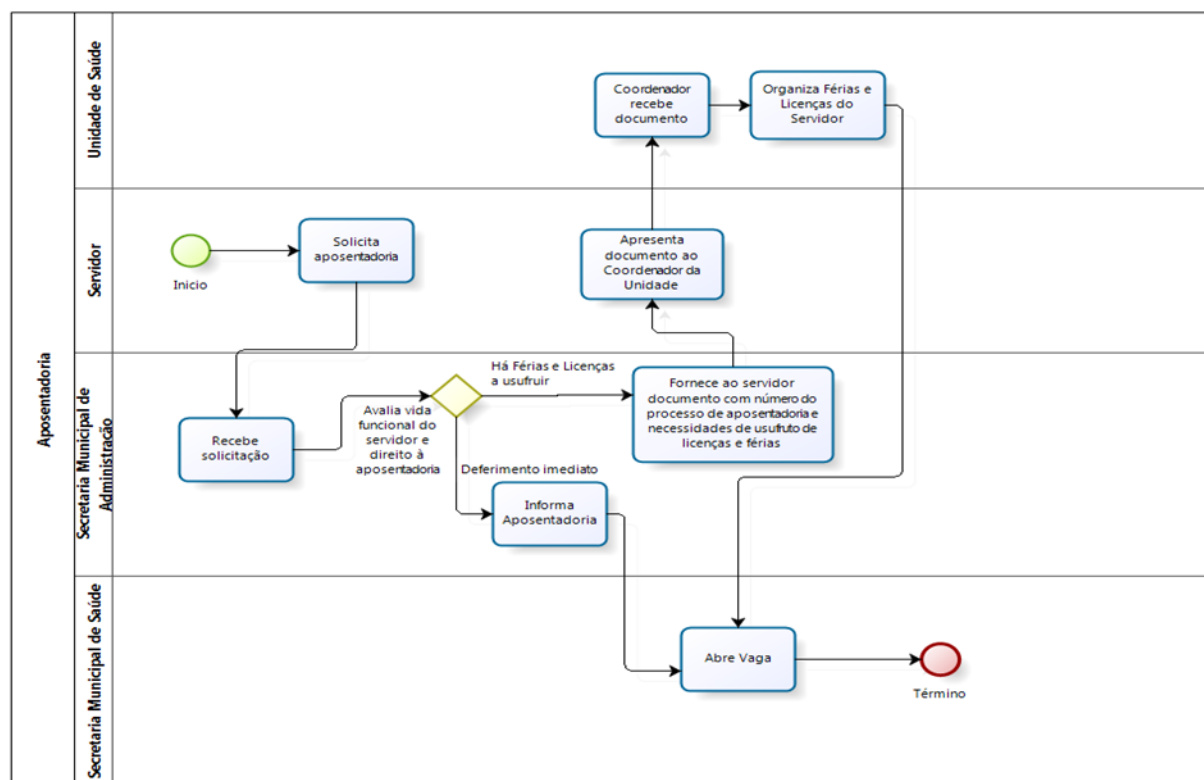 Aposentadoria
Unidade de Saúde
Coordenador
recebe
documento
Organiza Férias e
Licenças do
Servidor
Servidor
Inicio
Solicita
aposentadoria
Apresenta
documento ao
Coordenador da
Unidade
Secretaria Municipal de
Administração
Recebe
solicitação
Avalia vida
funcional do
servidor e
direito à
aposentadoria
Há Férias e Licenças
a usufruir
Fornece ao servidor
documento com número do
processo de aposentadoria e
necessidades de usufruto de
licenças e férias
Deferimento imediato
Informa
Aposentadoria
Secretaria Municipal de Saúde
Abre Vaga
Término